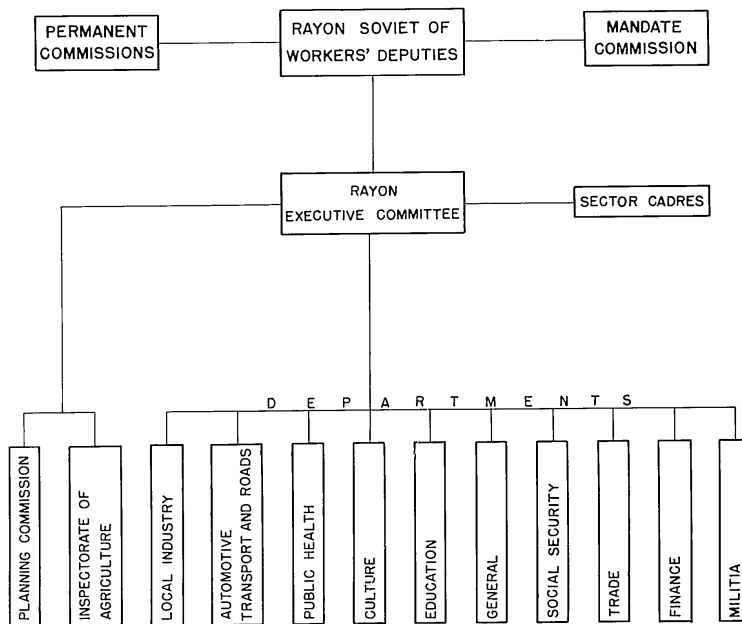 PERMANENT
COMMISSIONS
RAYON SOVIET OF
WORKERS' DEPUTIES
MANDATE
COMMISSION
RAYON
EXECUTIVE COMMITTEE
SECTOR CADRES
DEPARTMENTS
PLANNING COMMISSION
INSPECTORATE OF
AGRICULTURE
LOCAL INDUSTRY
AUTOMOTIVE
TRANSPORT AND ROADS
PUBLIC HEALTH
CULTURE
EDUCATION
GENERAL
SOCIAL SECURITY
TRADE
FINANCE
MILITIA